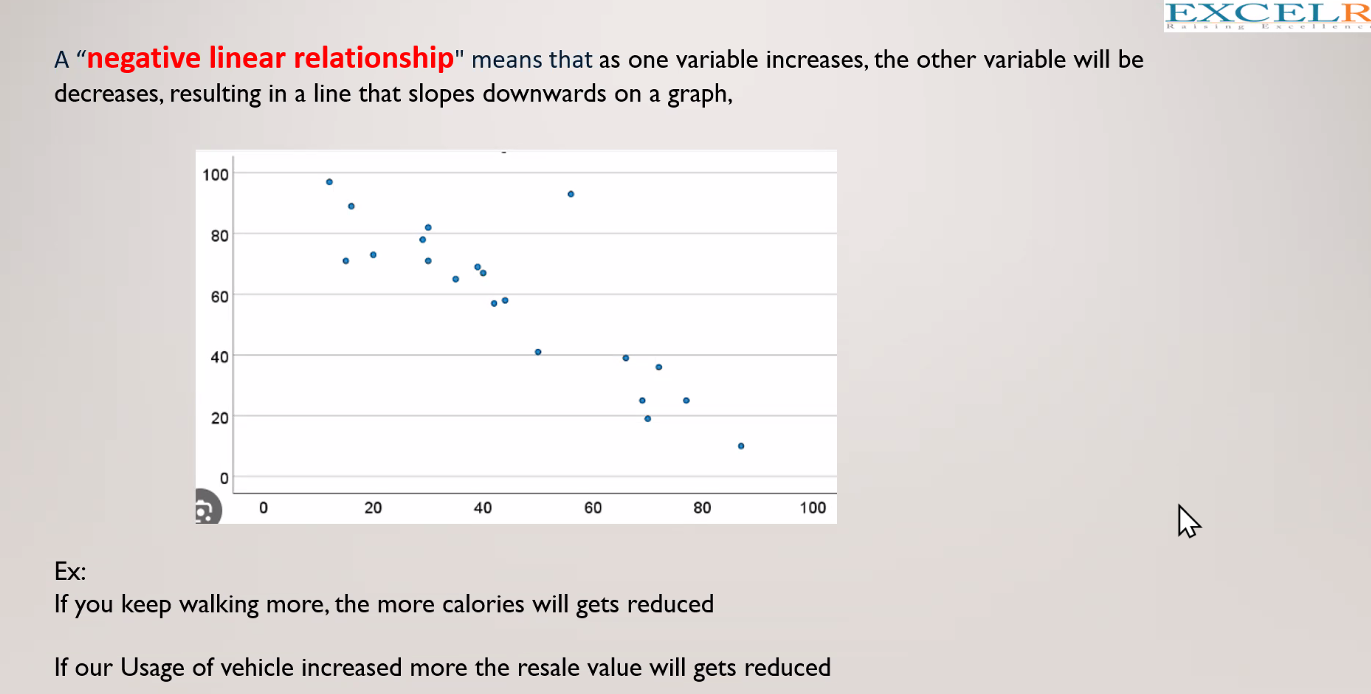 EXCELR
Raising Excellence
A “negative linear relationship" means that as one variable increases, the other variable will be
decreases, resulting in a line that slopes downwards on a graph,
100
80
60
40
20
0
0 20 40 60 80 100
Ex:
If you keep walking more, the more calories will gets reduced
If our Usage of vehicle increased more the resale value will gets reduced